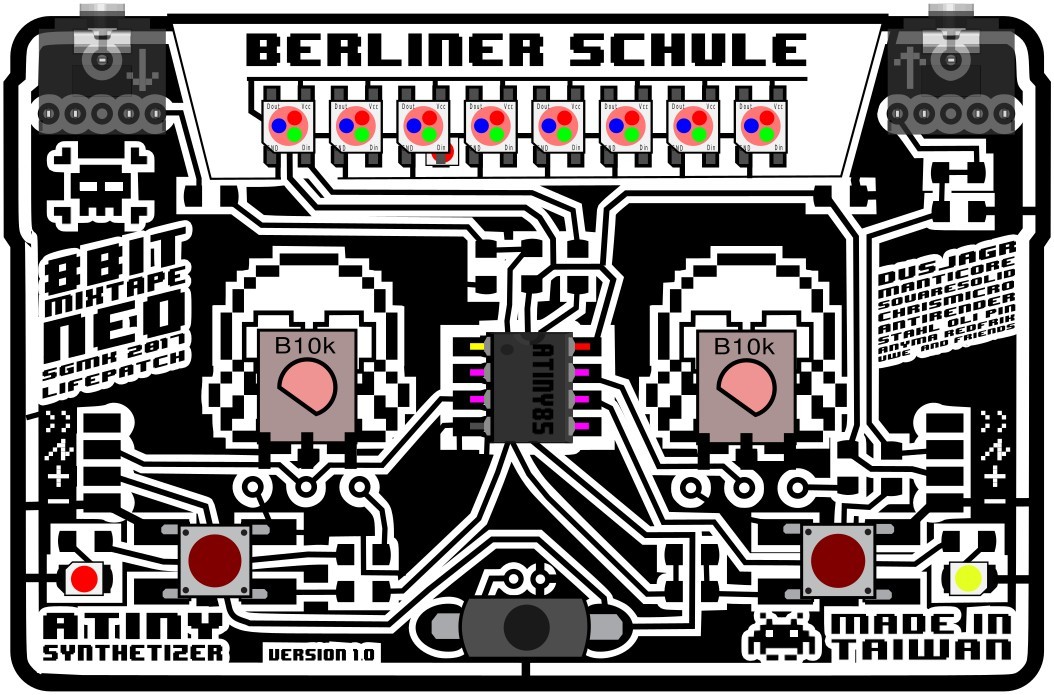 BERLINER SCHULE
Dout Vcc Dout Vcc Dout Vcc Dout Vcc Dout Vcc Dout Vcc Dout Vcc Dout Vcc
GND Din GND Din GND Din GND Din GND Din GND Din GND Din GND Din
8BIT
MIXTAPE
NEO
SGMK 2017
LIFEPATCH
DUSJAGR
MANTICORE
SQUARESOLID
CHRISMICRO
ANTIREMDER
STAHL OLI PIN
ANYMA REDFRIK
UWE AND FRIENDS
B10k
ATINY85
B10k
+
-
+
-
ATINY
SYNTHETIZER
VERSION 1.0
MADE IN
TAIWAN